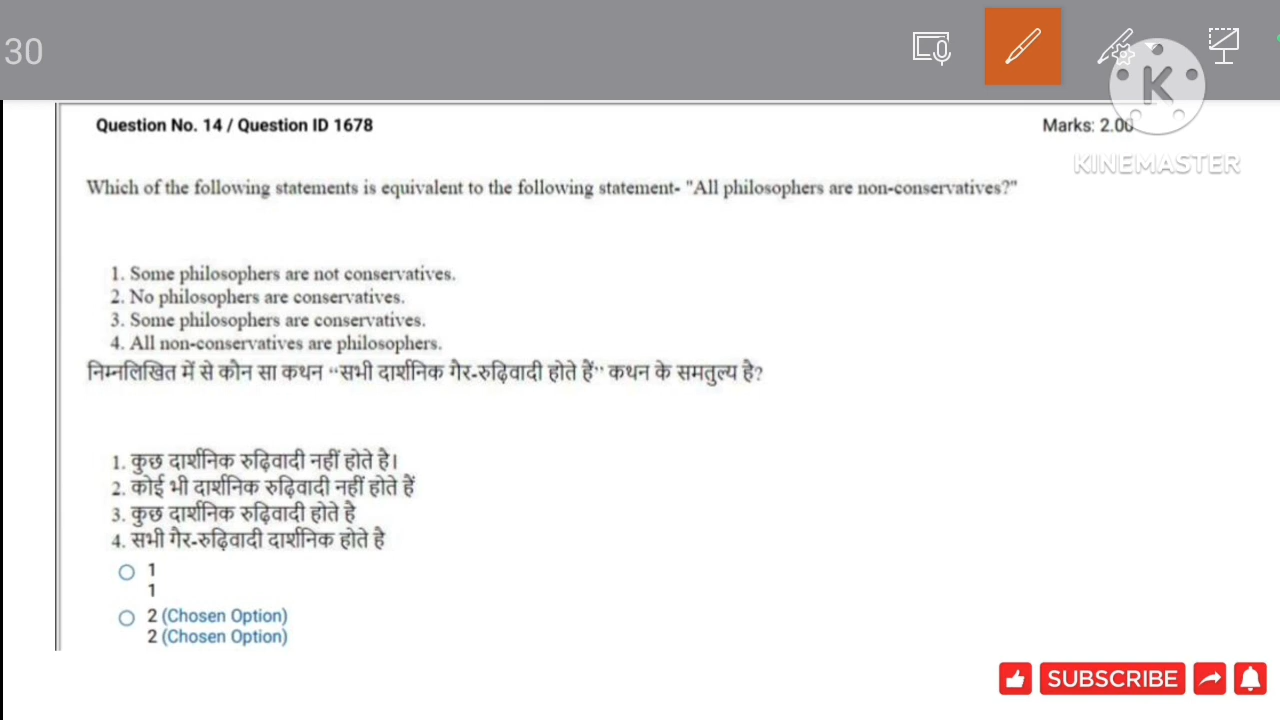 30
K
KINEMASTER
Question No. 14 / Question ID 1678
Marks: 2.00
Which of the following statements is equivalent to the following statement- "All philosophers are non-conservatives?"
1. Some philosophers are not conservatives.
2. No philosophers are conservatives.
3. Some philosophers are conservatives.
4. All non-conservatives are philosophers.
निम्नलिखित में से कौन सा कथन “सभी दार्शनिक गैर-रुढ़िवादी होते हैं” कथन के समतुल्य है?
1. कुछ दार्शनिक रुढ़िवादी नहीं होते है।
2. कोई भी दार्शनिक रुढ़िवादी नहीं होते हैं
3. कुछ दार्शनिक रुढ़िवादी होते है
4. सभी गैर-रुढ़िवादी दार्शनिक होते है
1
1
2 (Chosen Option)
2 (Chosen Option)
SUBSCRIBE